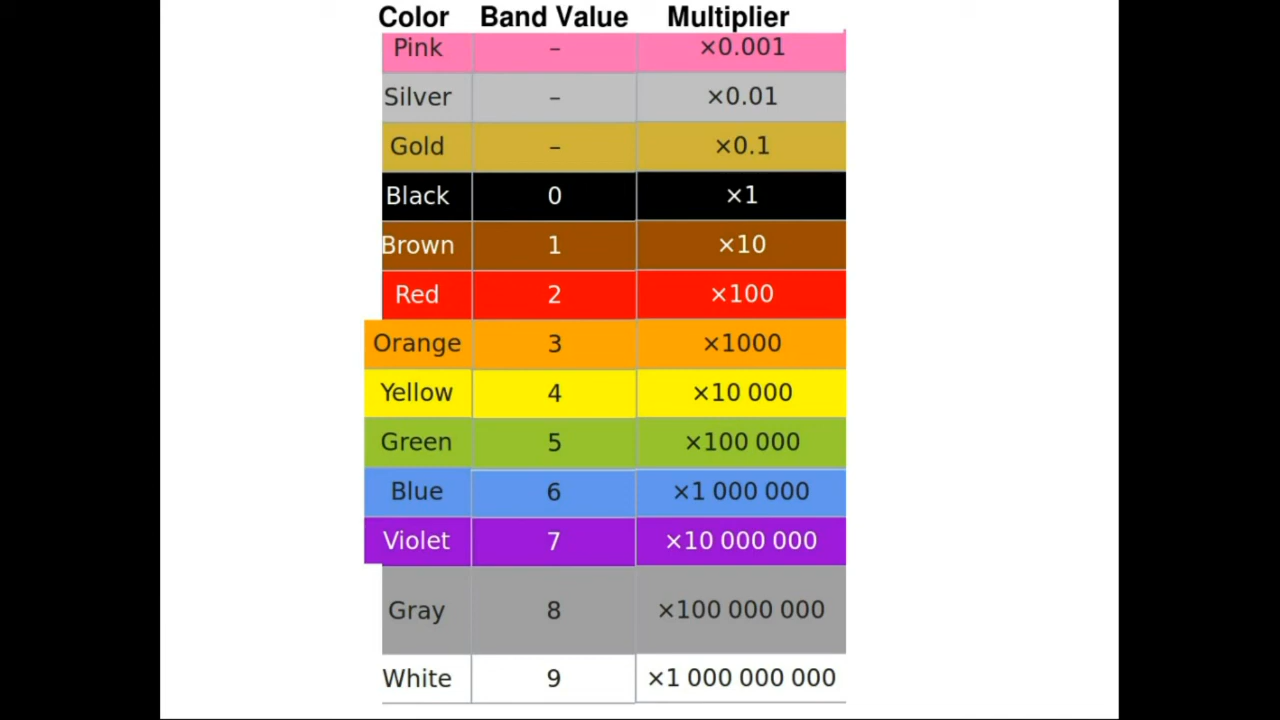 Color Band Value Multiplier
Pink – ×0.001
Silver – ×0.01
Gold – ×0.1
Black 0 ×1
Brown 1 ×10
Red 2 ×100
Orange 3 ×1000
Yellow 4 ×10 000
Green 5 ×100 000
Blue 6 ×1 000 000
Violet 7 ×10 000 000
Gray 8 ×100 000 000
White 9 ×1 000 000 000